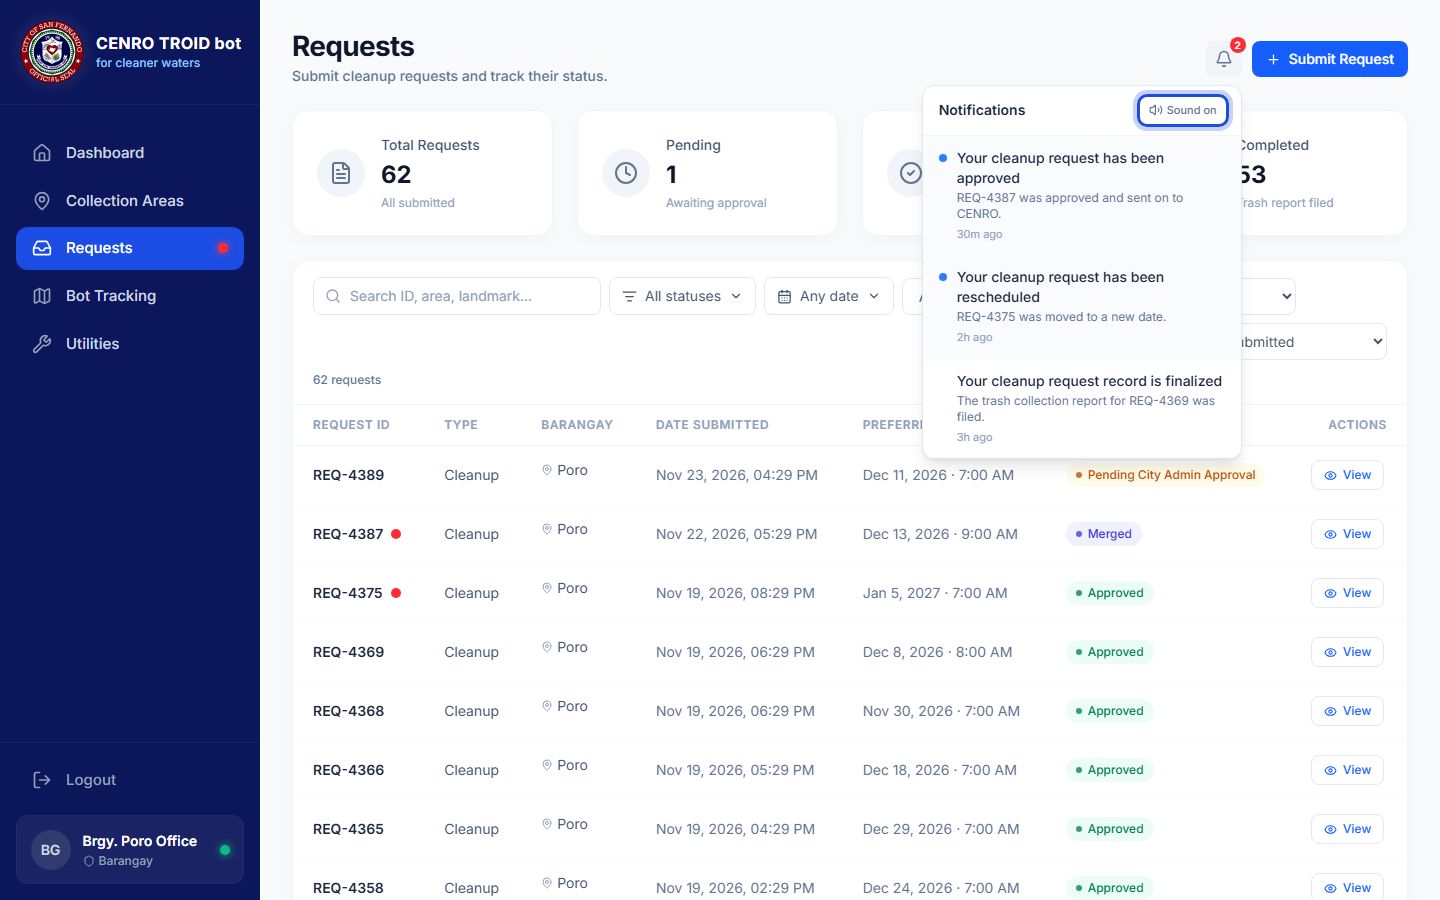 CITY OF SAN FERNANDO
OFFICIAL SEAL
CENRO TROID bot
for cleaner waters
Dashboard
Collection Areas
Requests
Bot Tracking
Utilities
Logout
BG
Brgy. Poro Office
Barangay
Requests
Submit cleanup requests and track their status.
2
Submit Request
Total Requests
62
All submitted
Pending
1
Awaiting approval
Completed
53
Trash report filed
Notifications
Sound on
Your cleanup request has been
approved
REQ-4387 was approved and sent on to
CENRO.
30m ago
Your cleanup request has been
rescheduled
REQ-4375 was moved to a new date.
2h ago
Your cleanup request record is finalized
The trash collection report for REQ-4369 was
filed.
3h ago
Search ID, area, landmark...
All statuses
Any date
62 requests
REQUEST ID TYPE BARANGAY DATE SUBMITTED ACTIONS
REQ-4389 Cleanup Poro Nov 23, 2026, 04:29 PM Dec 11, 2026 · 7:00 AM Pending City Admin Approval View
REQ-4387 Cleanup Poro Nov 22, 2026, 05:29 PM Dec 13, 2026 · 9:00 AM Merged View
REQ-4375 Cleanup Poro Nov 19, 2026, 08:29 PM Jan 5, 2027 · 7:00 AM Approved View
REQ-4369 Cleanup Poro Nov 19, 2026, 06:29 PM Dec 8, 2026 · 8:00 AM Approved View
REQ-4368 Cleanup Poro Nov 19, 2026, 06:29 PM Nov 30, 2026 · 7:00 AM Approved View
REQ-4366 Cleanup Poro Nov 19, 2026, 05:29 PM Dec 18, 2026 · 7:00 AM Approved View
REQ-4365 Cleanup Poro Nov 19, 2026, 04:29 PM Dec 29, 2026 · 7:00 AM Approved View
REQ-4358 Cleanup Poro Nov 19, 2026, 02:29 PM Dec 24, 2026 · 7:00 AM Approved View